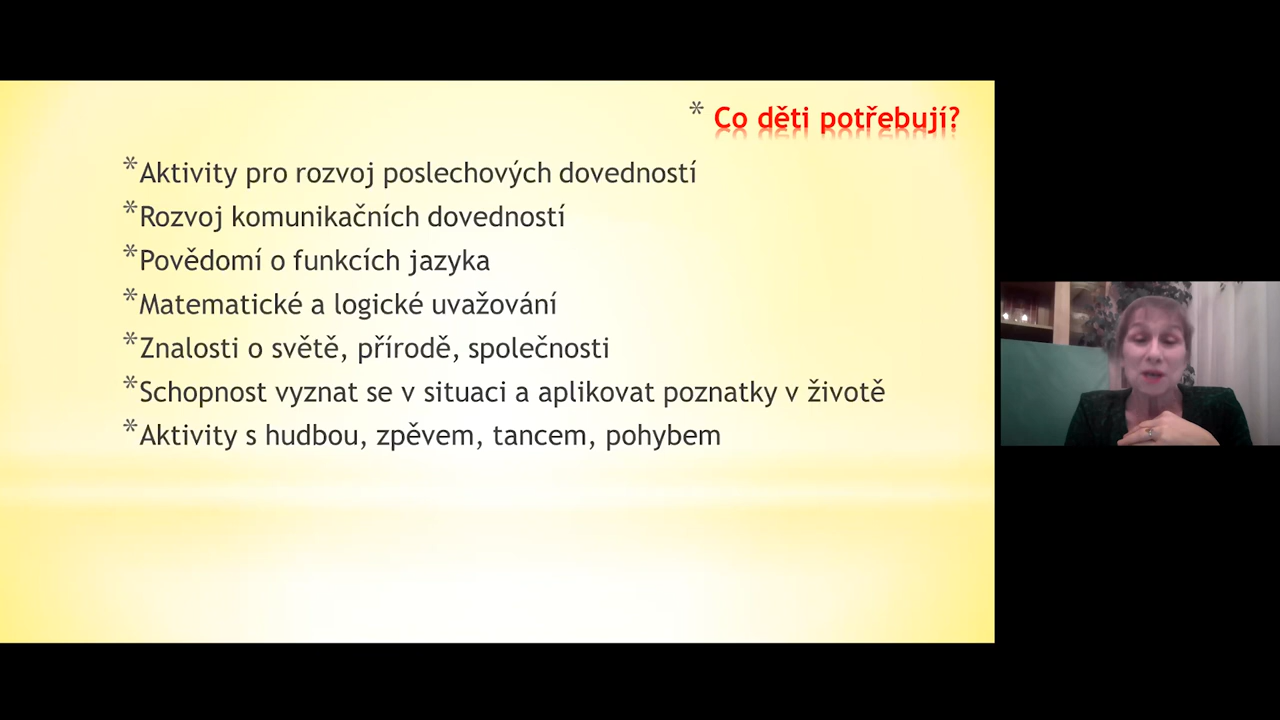 * Co děti potřebují?
*Aktivity pro rozvoj poslechových dovedností
*Rozvoj komunikačních dovedností
*Povědomí o funkcích jazyka
*Matematické a logické uvažování
*Znalosti o světě, přírodě, společnosti
*Schopnost vyznat se v situaci a aplikovat poznatky v životě
*Aktivity s hudbou, zpěvem, tancem, pohybem